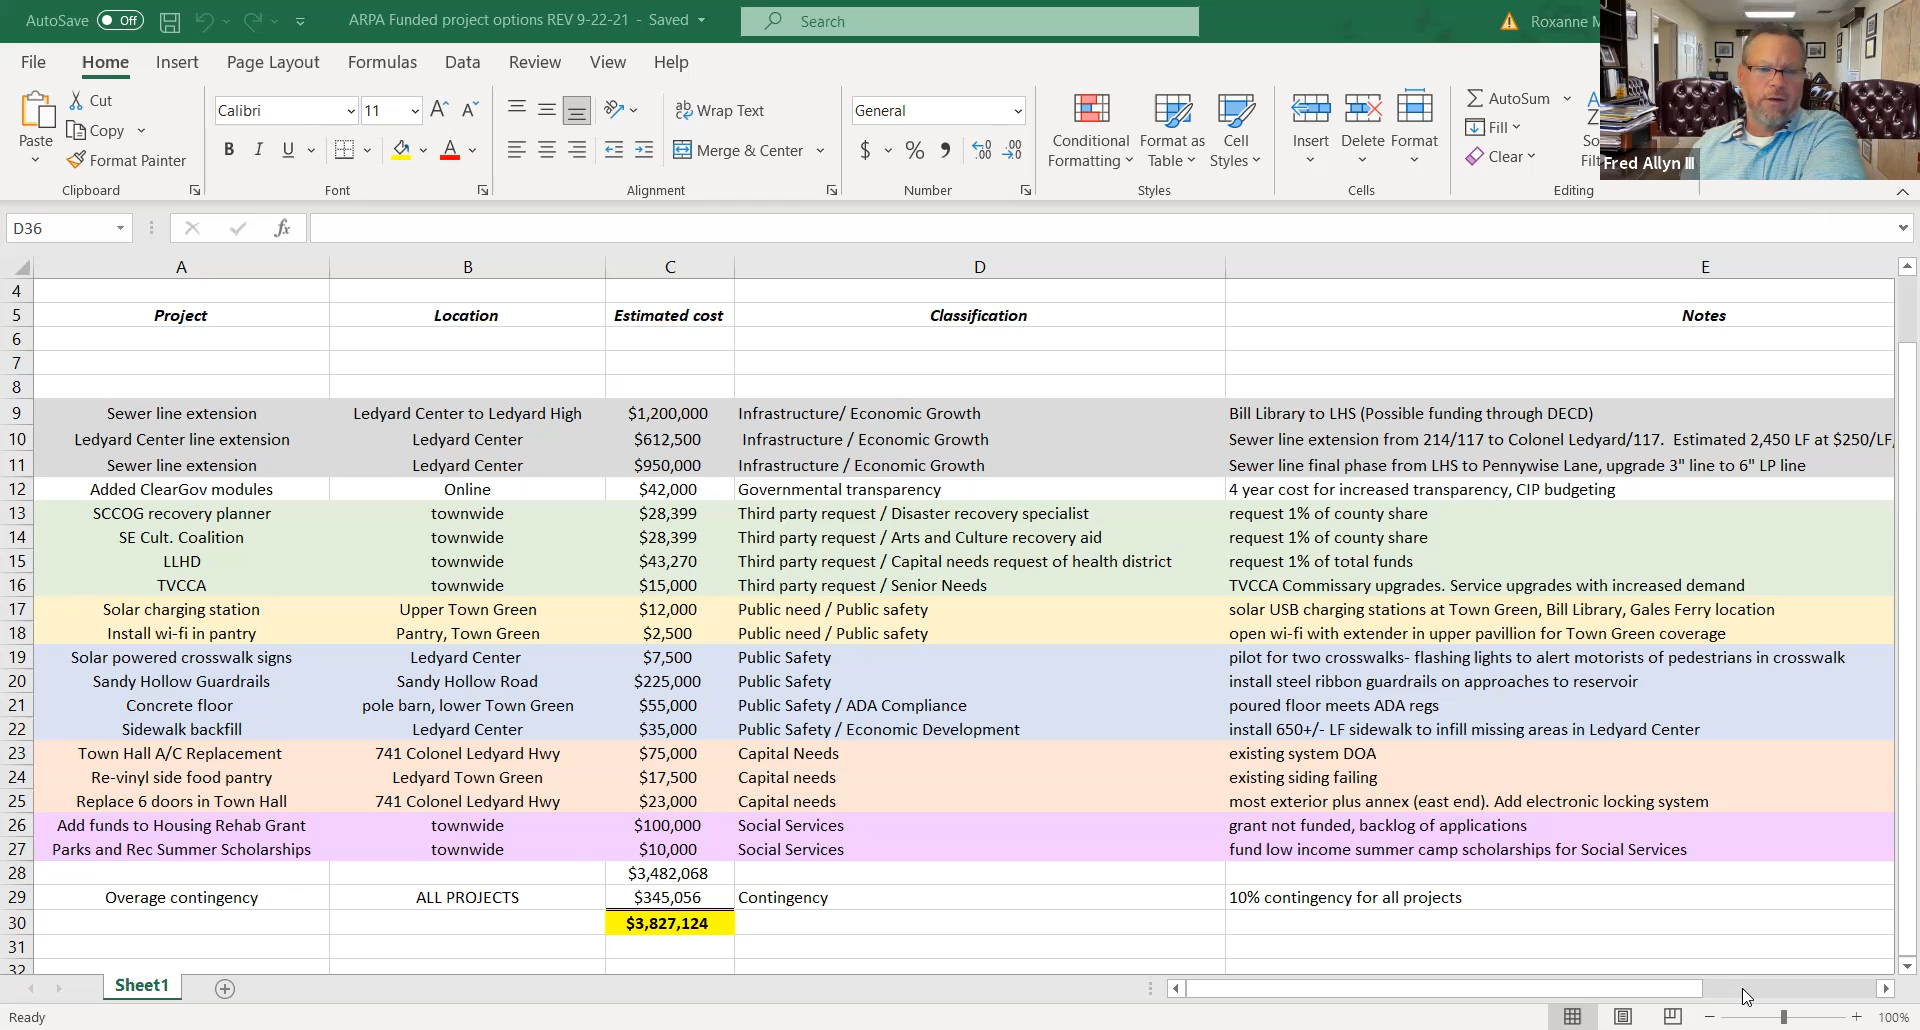 AutoSave Off ARPA Funded project options REV 9-22-21 - Saved Search Roxanne M
File Home Insert Page Layout Formulas Data Review View Help
Paste Cut Copy Format Painter Clipboard
Calibri 11 B I U A Font
ab Wrap Text Merge & Center Alignment
General $ % Number
Conditional Formatting Format as Table Cell Styles Styles
Insert Delete Format Cells
AutoSum Fill Clear Editing
Fred Allyn III
D36 fx
A B C D E
4
5 Project Location Estimated cost Classification Notes
6
7
8
9 Sewer line extension Ledyard Center to Ledyard High $1,200,000 Infrastructure/ Economic Growth Bill Library to LHS (Possible funding through DECD)
10 Ledyard Center line extension Ledyard Center $612,500 Infrastructure / Economic Growth Sewer line extension from 214/117 to Colonel Ledyard/117. Estimated 2,450 LF at $250/LF,
11 Sewer line extension Ledyard Center $950,000 Infrastructure / Economic Growth Sewer line final phase from LHS to Pennywise Lane, upgrade 3" line to 6" LP line
12 Added ClearGov modules Online $42,000 Governmental transparency 4 year cost for increased transparency, CIP budgeting
13 SCCOG recovery planner townwide $28,399 Third party request / Disaster recovery specialist request 1% of county share
14 SE Cult. Coalition townwide $28,399 Third party request / Arts and Culture recovery aid request 1% of county share
15 LLHD townwide $43,270 Third party request / Capital needs request of health district request 1% of total funds
16 TVCCA townwide $15,000 Third party request / Senior Needs TVCCA Commissary upgrades. Service upgrades with increased demand
17 Solar charging station Upper Town Green $12,000 Public need / Public safety solar USB charging stations at Town Green, Bill Library, Gales Ferry location
18 Install wi-fi in pantry Pantry, Town Green $2,500 Public need / Public safety open wi-fi with extender in upper pavillion for Town Green coverage
19 Solar powered crosswalk signs Ledyard Center $7,500 Public Safety pilot for two crosswalks- flashing lights to alert motorists of pedestrians in crosswalk
20 Sandy Hollow Guardrails Sandy Hollow Road $225,000 Public Safety install steel ribbon guardrails on approaches to reservoir
21 Concrete floor pole barn, lower Town Green $55,000 Public Safety / ADA Compliance poured floor meets ADA regs
22 Sidewalk backfill Ledyard Center $35,000 Public Safety / Economic Development install 650+/- LF sidewalk to infill missing areas in Ledyard Center
23 Town Hall A/C Replacement 741 Colonel Ledyard Hwy $75,000 Capital Needs existing system DOA
24 Re-vinyl side food pantry Ledyard Town Green $17,500 Capital needs existing siding failing
25 Replace 6 doors in Town Hall 741 Colonel Ledyard Hwy $23,000 Capital needs most exterior plus annex (east end). Add electronic locking system
26 Add funds to Housing Rehab Grant townwide $100,000 Social Services grant not funded, backlog of applications
27 Parks and Rec Summer Scholarships townwide $10,000 Social Services fund low income summer camp scholarships for Social Services
28 $3,482,068
29 Overage contingency ALL PROJECTS $345,056 Contingency 10% contingency for all projects
30 $3,827,124
31
32
Sheet1
Ready 100%